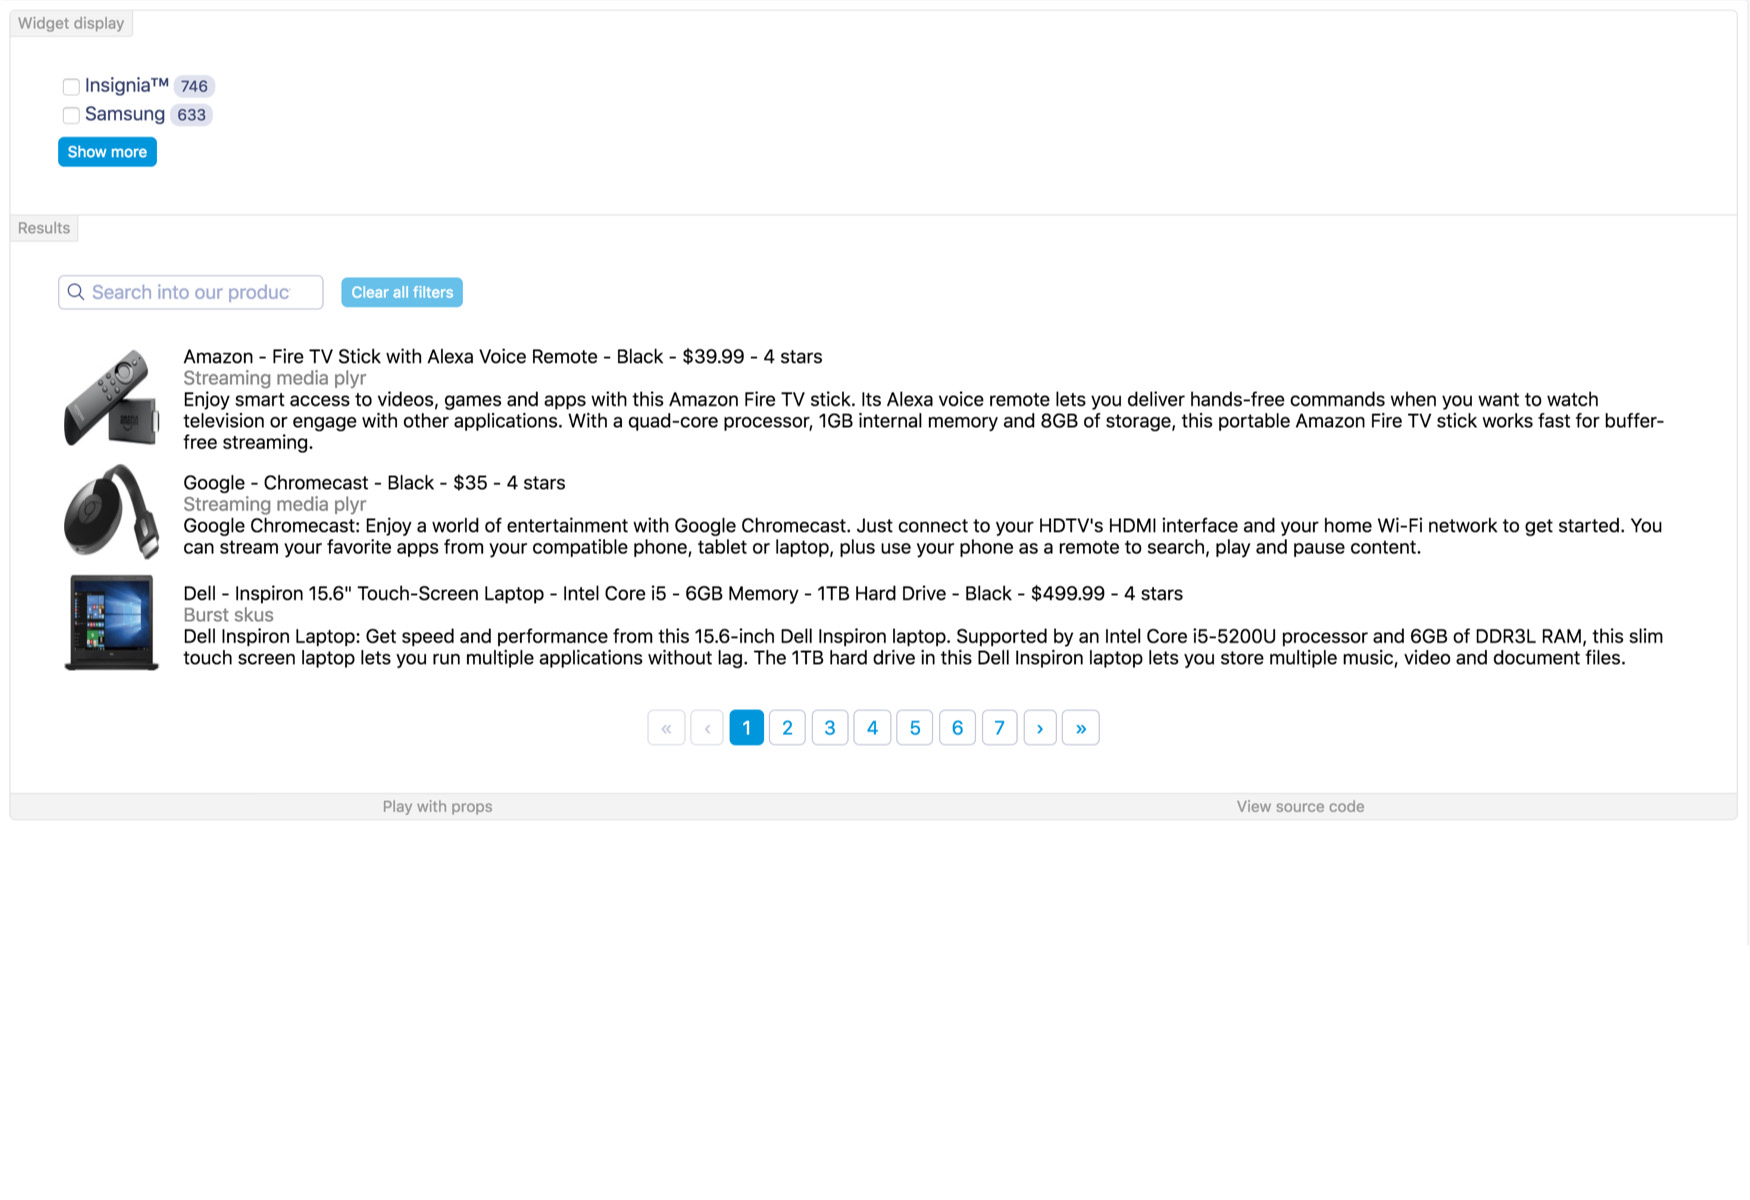 Widget display
Insignia™ 746
Samsung 633
Show more
Results
Search into our produc
Clear all filters
Amazon - Fire TV Stick with Alexa Voice Remote - Black - $39.99 - 4 stars
Streaming media plyr
Enjoy smart access to videos, games and apps with this Amazon Fire TV stick. Its Alexa voice remote lets you deliver hands-free commands when you want to watch
television or engage with other applications. With a quad-core processor, 1GB internal memory and 8GB of storage, this portable Amazon Fire TV stick works fast for buffer-
free streaming.
Google - Chromecast - Black - $35 - 4 stars
Streaming media plyr
Google Chromecast: Enjoy a world of entertainment with Google Chromecast. Just connect to your HDTV's HDMI interface and your home Wi-Fi network to get started. You
can stream your favorite apps from your compatible phone, tablet or laptop, plus use your phone as a remote to search, play and pause content.
Dell - Inspiron 15.6" Touch-Screen Laptop - Intel Core i5 - 6GB Memory - 1TB Hard Drive - Black - $499.99 - 4 stars
Burst skus
Dell Inspiron Laptop: Get speed and performance from this 15.6-inch Dell Inspiron laptop. Supported by an Intel Core i5-5200U processor and 6GB of DDR3L RAM, this slim
touch screen laptop lets you run multiple applications without lag. The 1TB hard drive in this Dell Inspiron laptop lets you store multiple music, video and document files.
« ‹ 1 2 3 4 5 6 7 › »
Play with props View source code